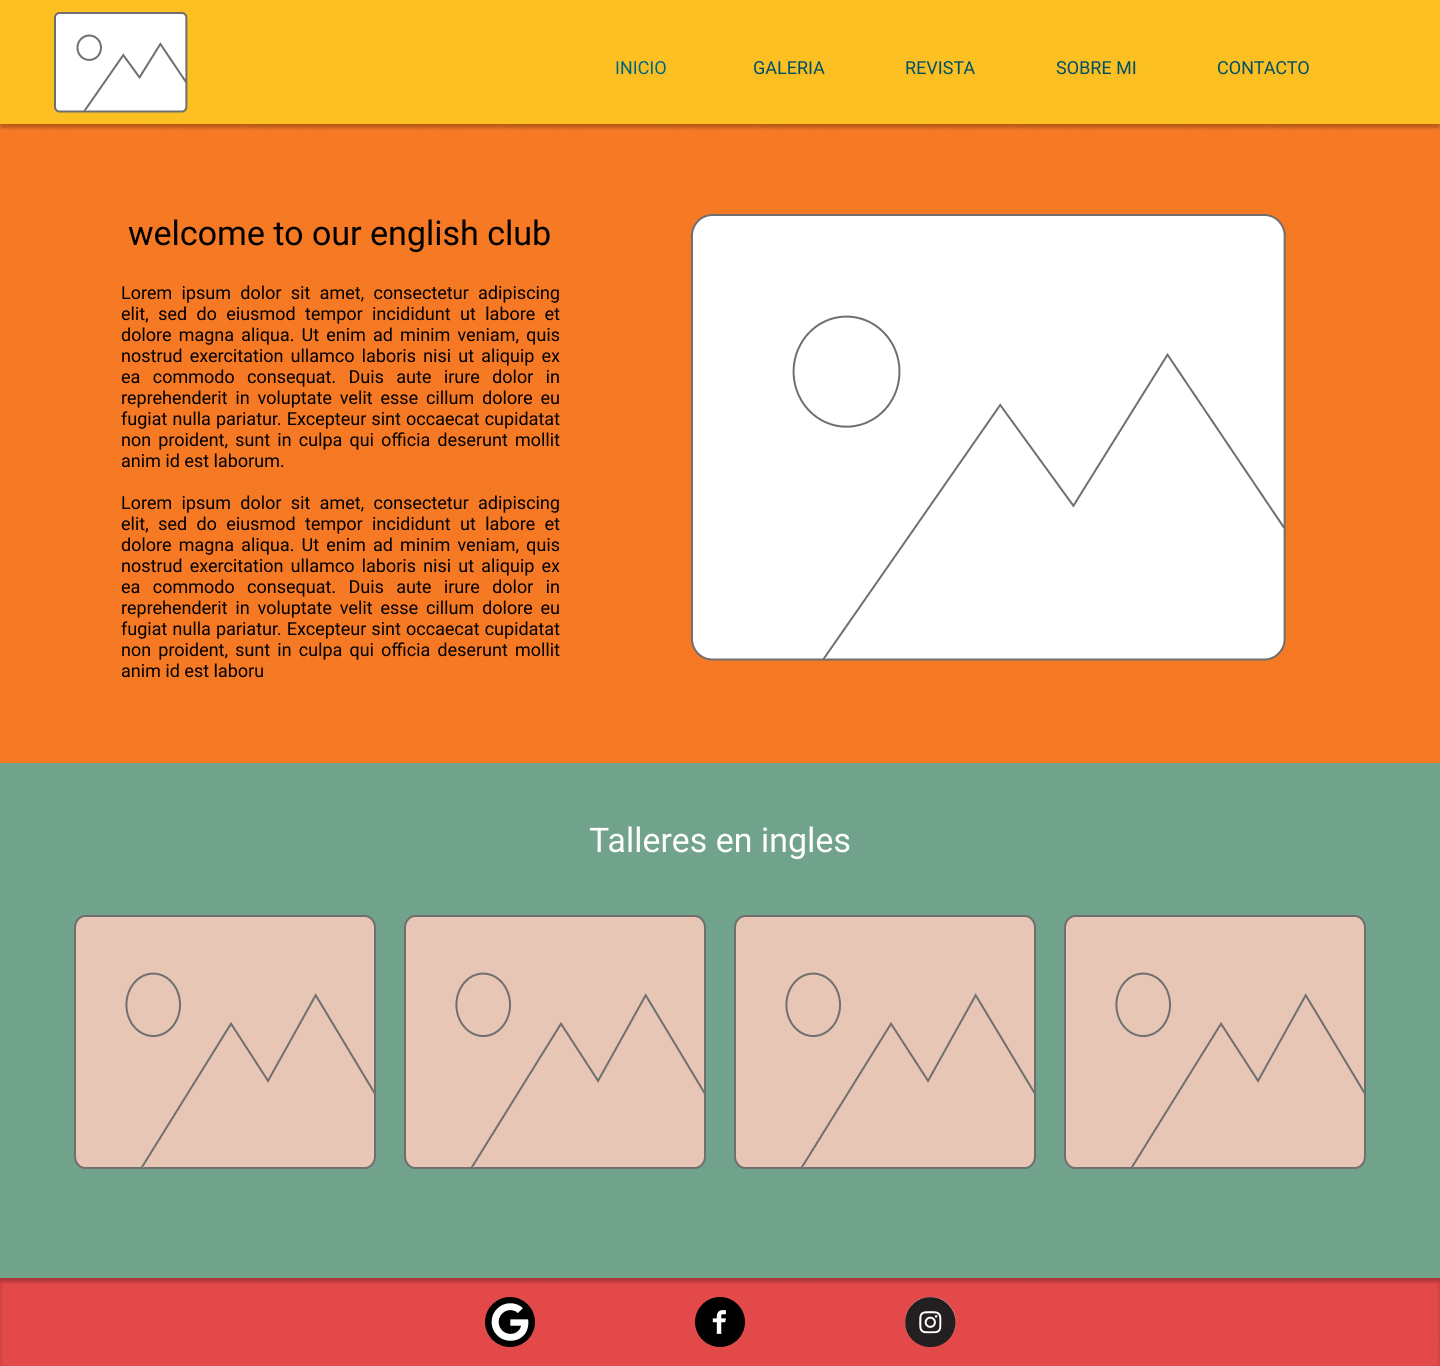 INICIO GALERIA REVISTA SOBRE MI CONTACTO
welcome to our english club
Lorem ipsum dolor sit amet, consectetur adipiscing
elit, sed do eiusmod tempor incididunt ut labore et
dolore magna aliqua. Ut enim ad minim veniam, quis
nostrud exercitation ullamco laboris nisi ut aliquip ex
ea commodo consequat. Duis aute irure dolor in
reprehenderit in voluptate velit esse cillum dolore eu
fugiat nulla pariatur. Excepteur sint occaecat cupidatat
non proident, sunt in culpa qui officia deserunt mollit
anim id est laborum.
Lorem ipsum dolor sit amet, consectetur adipiscing
elit, sed do eiusmod tempor incididunt ut labore et
dolore magna aliqua. Ut enim ad minim veniam, quis
nostrud exercitation ullamco laboris nisi ut aliquip ex
ea commodo consequat. Duis aute irure dolor in
reprehenderit in voluptate velit esse cillum dolore eu
fugiat nulla pariatur. Excepteur sint occaecat cupidatat
non proident, sunt in culpa qui officia deserunt mollit
anim id est laboru
Talleres en ingles